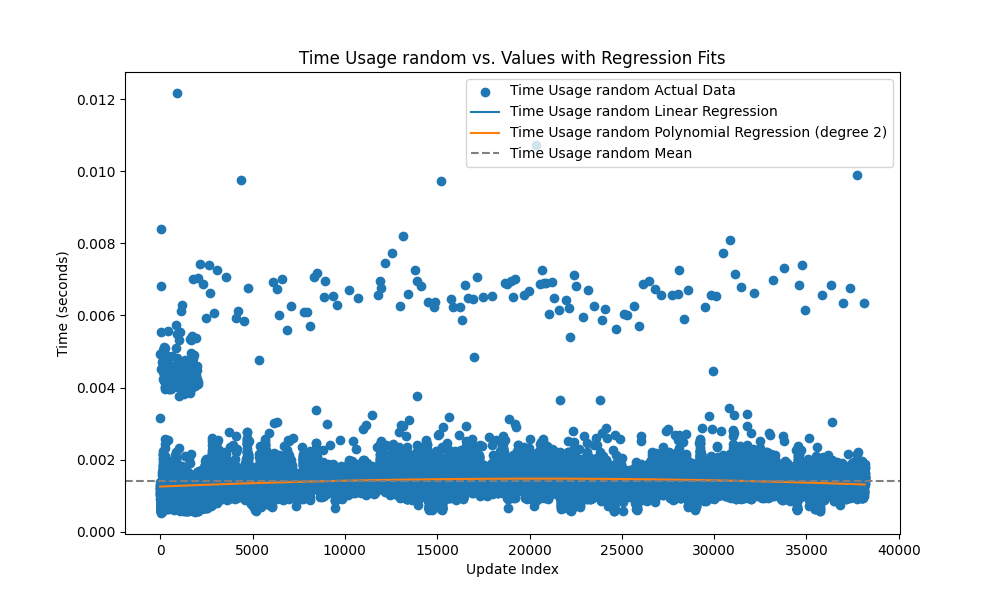 Time Usage random vs. Values with Regression Fits
Time Usage random Actual Data
Time Usage random Linear Regression
Time Usage random Polynomial Regression (degree 2)
Time Usage random Mean
Time (seconds)
0.012
0.010
0.008
0.006
0.004
0.002
0.000
0 5000 10000 15000 20000 25000 30000 35000 40000
Update Index